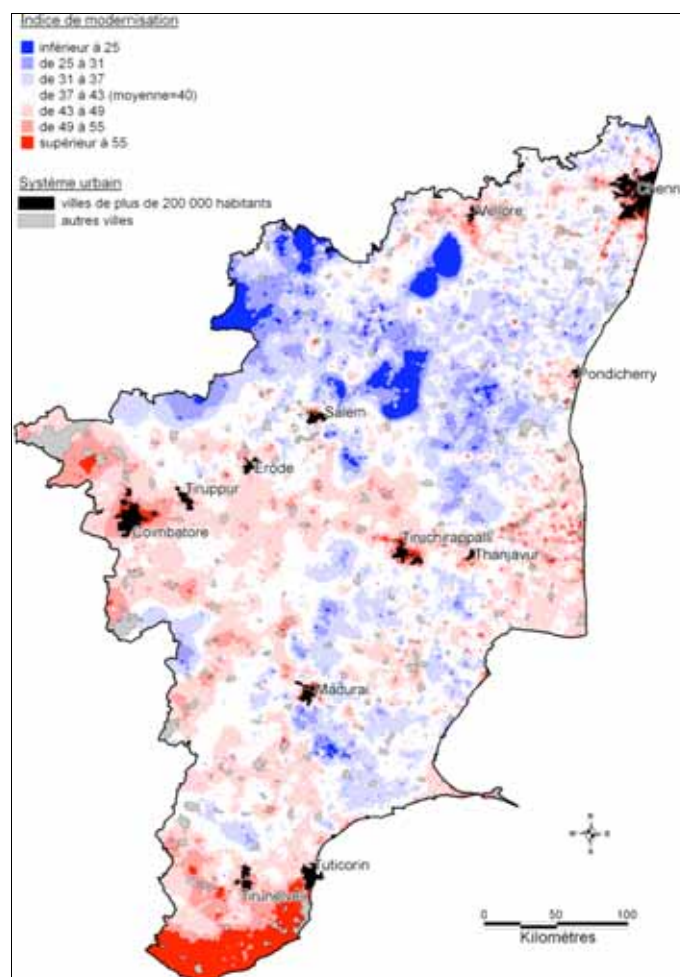 Indice de modernisation
inférieur à 25
de 25 à 31
de 31 à 37
de 37 à 43 (moyenne=40)
de 43 à 49
de 49 à 55
supérieur à 55
Système urbain
villes de plus de 200 000 habitants
autres villes
Chenn
Vellore
Pondicherry
Salem
Erode
Tiruppur
Coimbatore
Tiruchirappalli
Thanjavur
Madurai
Tuticorin
Tirunelveli
0 50 100
Kilomètres